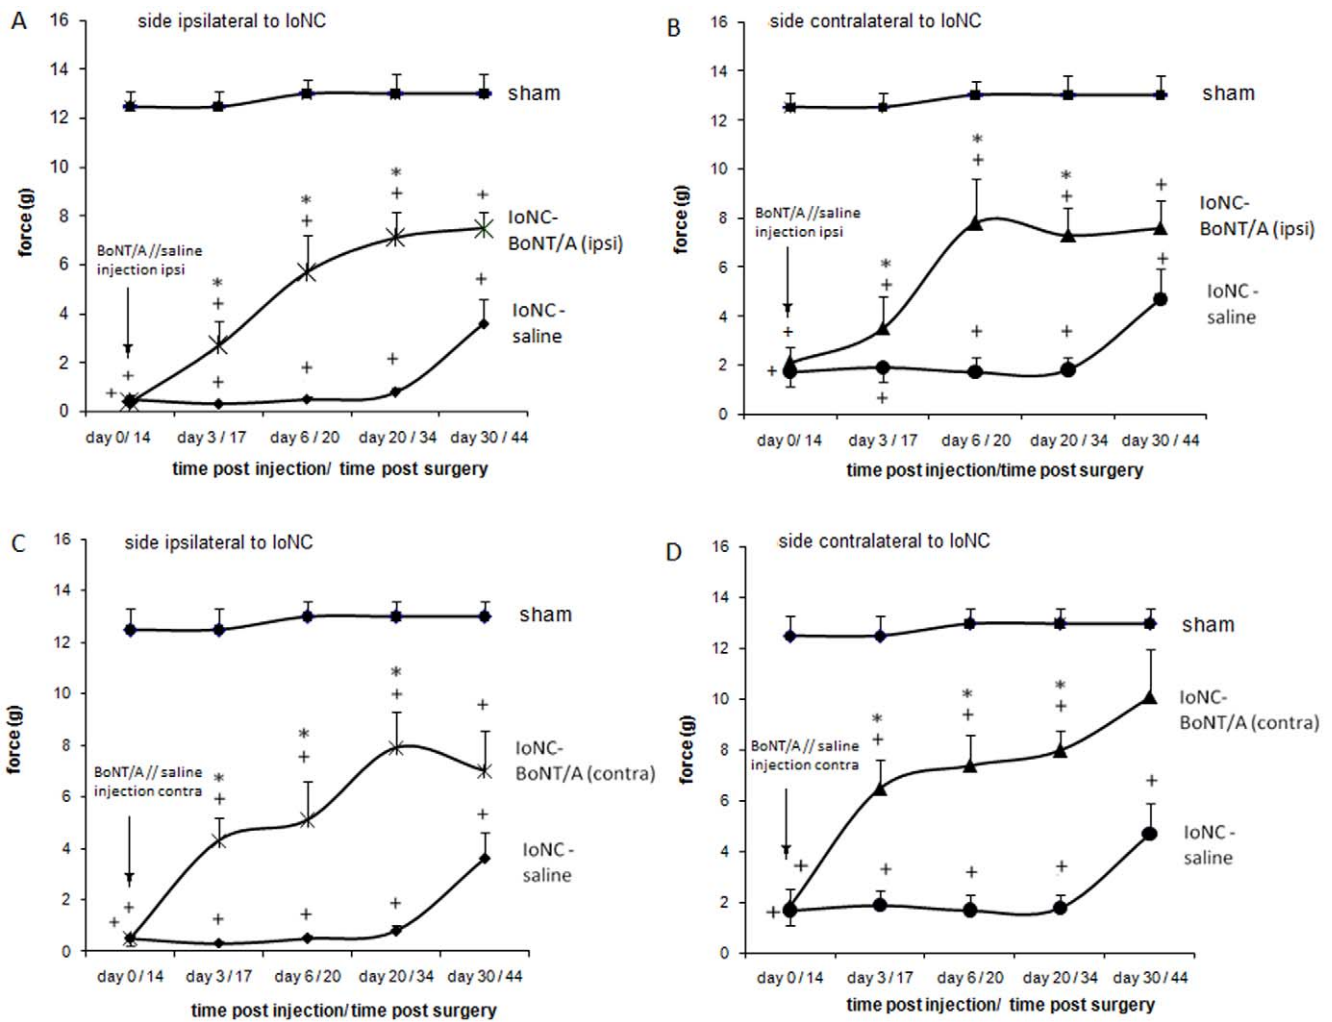 A
side ipsilateral to IoNC
16
14
12
10
8
6
4
2
0
force (g)
sham
IoNC-
BoNT/A (ipsi)
IoNC -
saline
BoNT/A //saline
injection ipsi
*
+
*
+
*
+
+
+
+
+
+
+
+
+
day 0/ 14
day 3 / 17
day 6 / 20
day 20 / 34
day 30 / 44
time post injection/ time post surgery
B
side contralateral to IoNC
16
14
12
10
8
6
4
2
0
force (g)
sham
IoNC-
BoNT/A (ipsi)
IoNC -
saline
BoNT/A //saline
injection ipsi
*
+
*
+
*
+
+
+
+
+
+
+
+
day 0/ 14
day 3 / 17
day 6 / 20
day 20 / 34
day 30 / 44
time post injection/time post surgery
C
side ipsilateral to IoNC
16
14
12
10
8
6
4
2
0
force (g)
sham
IoNC-
BoNT/A (contra)
IoNC -
saline
BoNT/A // saline
injection contra
*
+
*
+
*
+
+
+
+
+
+
+
+
day 0 / 14
day 3 / 17
day 6 / 20
day 20 / 34
day 30 / 44
time post injection/ time post surgery
D
side contralateral to IoNC
16
14
12
10
8
6
4
2
0
force (g)
sham
IoNC-
BoNT/A (contra)
IoNC -
saline
BoNT/A // saline
injection contra
*
+
*
+
*
+
+
+
+
+
+
+
day 0 / 14
day 3 / 17
day 6 / 20
day 20 / 34
day 30 / 44
time post injection/ time post surgery